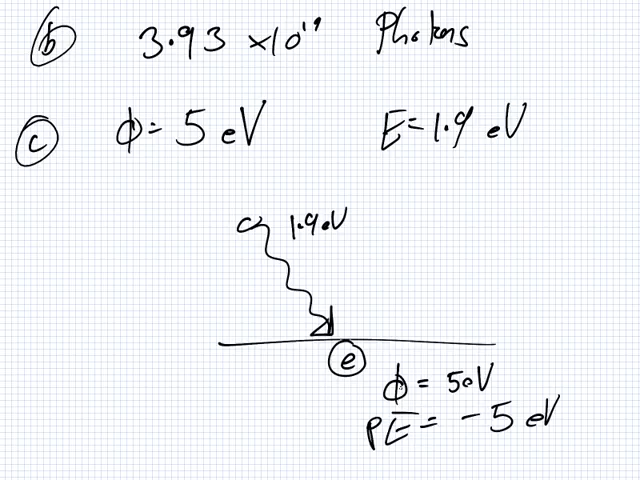 (b) 3.93 ×10¹⁹ Photons
(c) ϕ = 5 eV E = 1.9 eV
1.9 eV
e
ϕ = 5 eV
PE = -5 eV